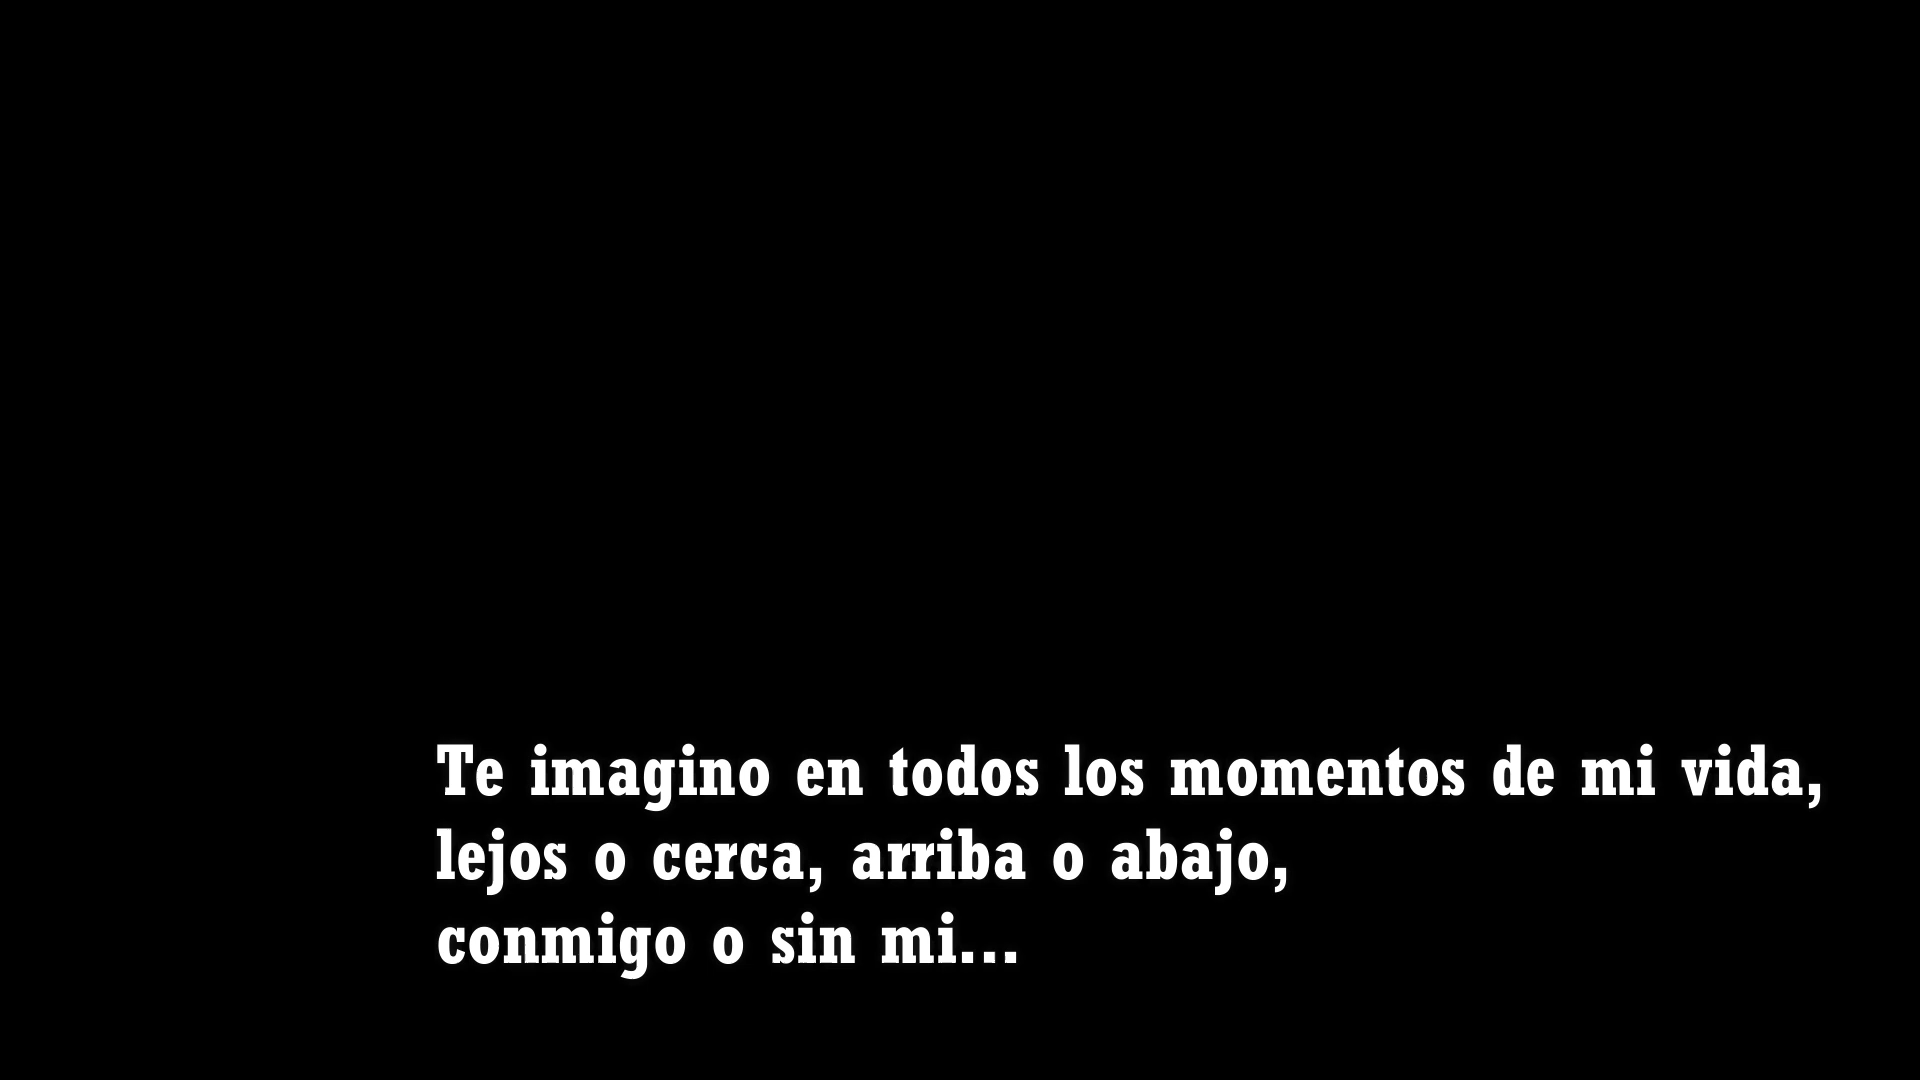 Te imagino en todos los momentos de mi vida,
lejos o cerca, arriba o abajo,
conmigo o sin mi...